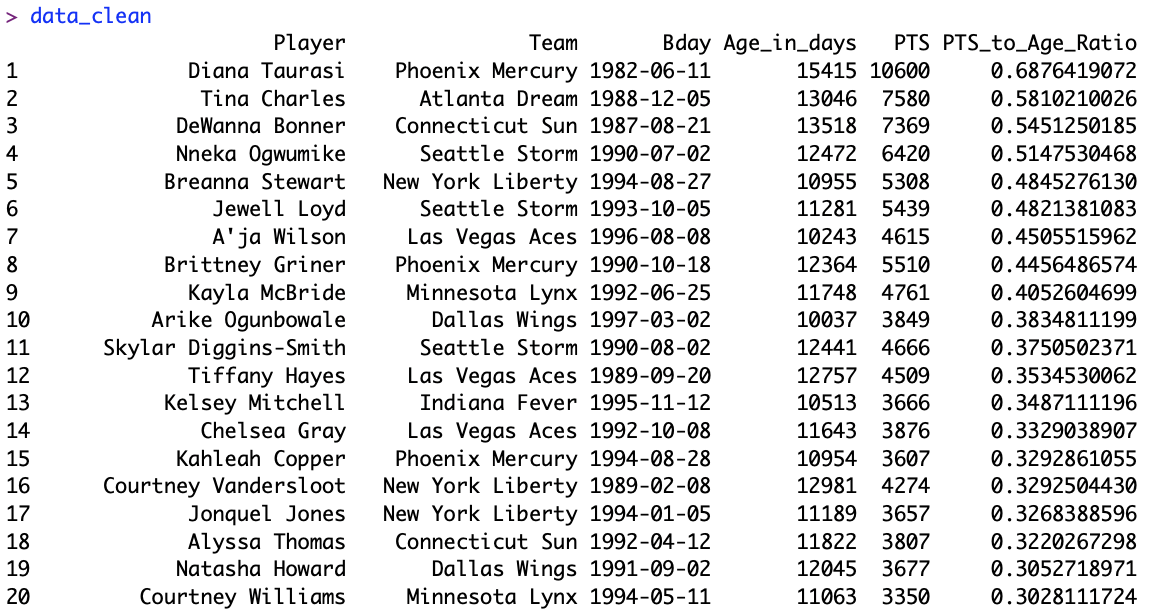 > data_clean
Player Team Bday Age_in_days PTS PTS_to_Age_Ratio
1 Diana Taurasi Phoenix Mercury 1982-06-11 15415 10600 0.6876419072
2 Tina Charles Atlanta Dream 1988-12-05 13046 7580 0.5810210026
3 DeWanna Bonner Connecticut Sun 1987-08-21 13518 7369 0.5451250185
4 Nneka Ogwumike Seattle Storm 1990-07-02 12472 6420 0.5147530468
5 Breanna Stewart New York Liberty 1994-08-27 10955 5308 0.4845276130
6 Jewell Loyd Seattle Storm 1993-10-05 11281 5439 0.4821381083
7 A'ja Wilson Las Vegas Aces 1996-08-08 10243 4615 0.4505515962
8 Brittney Griner Phoenix Mercury 1990-10-18 12364 5510 0.4456486574
9 Kayla McBride Minnesota Lynx 1992-06-25 11748 4761 0.4052604699
10 Arike Ogunbowale Dallas Wings 1997-03-02 10037 3849 0.3834811199
11 Skylar Diggins-Smith Seattle Storm 1990-08-02 12441 4666 0.3750502371
12 Tiffany Hayes Las Vegas Aces 1989-09-20 12757 4509 0.3534530062
13 Kelsey Mitchell Indiana Fever 1995-11-12 10513 3666 0.3487111196
14 Chelsea Gray Las Vegas Aces 1992-10-08 11643 3876 0.3329038907
15 Kahleah Copper Phoenix Mercury 1994-08-28 10954 3607 0.3292861055
16 Courtney Vandersloot New York Liberty 1989-02-08 12981 4274 0.3292504430
17 Jonquel Jones New York Liberty 1994-01-05 11189 3657 0.3268388596
18 Alyssa Thomas Connecticut Sun 1992-04-12 11822 3807 0.3220267298
19 Natasha Howard Dallas Wings 1991-09-02 12045 3677 0.3052718971
20 Courtney Williams Minnesota Lynx 1994-05-11 11063 3350 0.3028111724